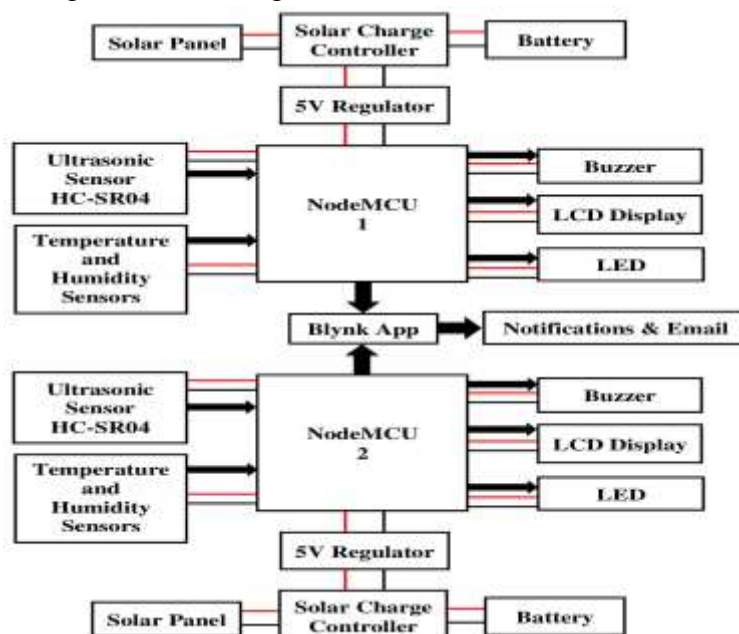 Solar Panel
Solar Charge
Controller
Battery
5V Regulator
Ultrasonic
Sensor
HC-SR04
NodeMCU
1
Buzzer
LCD Display
Temperature
and
Humidity
Sensors
LED
Blynk App
Notifications & Email
Ultrasonic
Sensor
HC-SR04
NodeMCU
2
Buzzer
LCD Display
Temperature
and
Humidity
Sensors
LED
5V Regulator
Solar Panel
Solar Charge
Controller
Battery